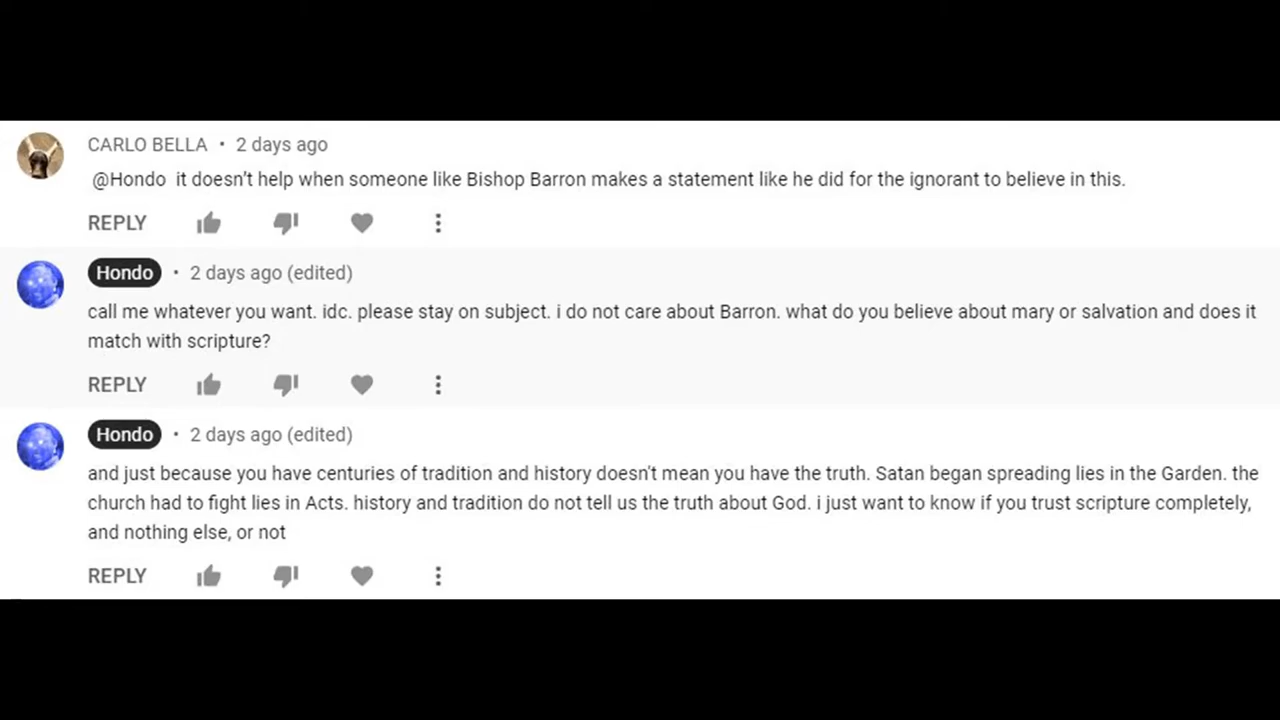 CARLO BELLA • 2 days ago
@Hondo it doesn't help when someone like Bishop Barron makes a statement like he did for the ignorant to believe in this.
REPLY
Hondo • 2 days ago (edited)
call me whatever you want. idc. please stay on subject. i do not care about Barron. what do you believe about mary or salvation and does it
match with scripture?
REPLY
Hondo • 2 days ago (edited)
and just because you have centuries of tradition and history doesn't mean you have the truth. Satan began spreading lies in the Garden. the
church had to fight lies in Acts. history and tradition do not tell us the truth about God. i just want to know if you trust scripture completely,
and nothing else, or not
REPLY